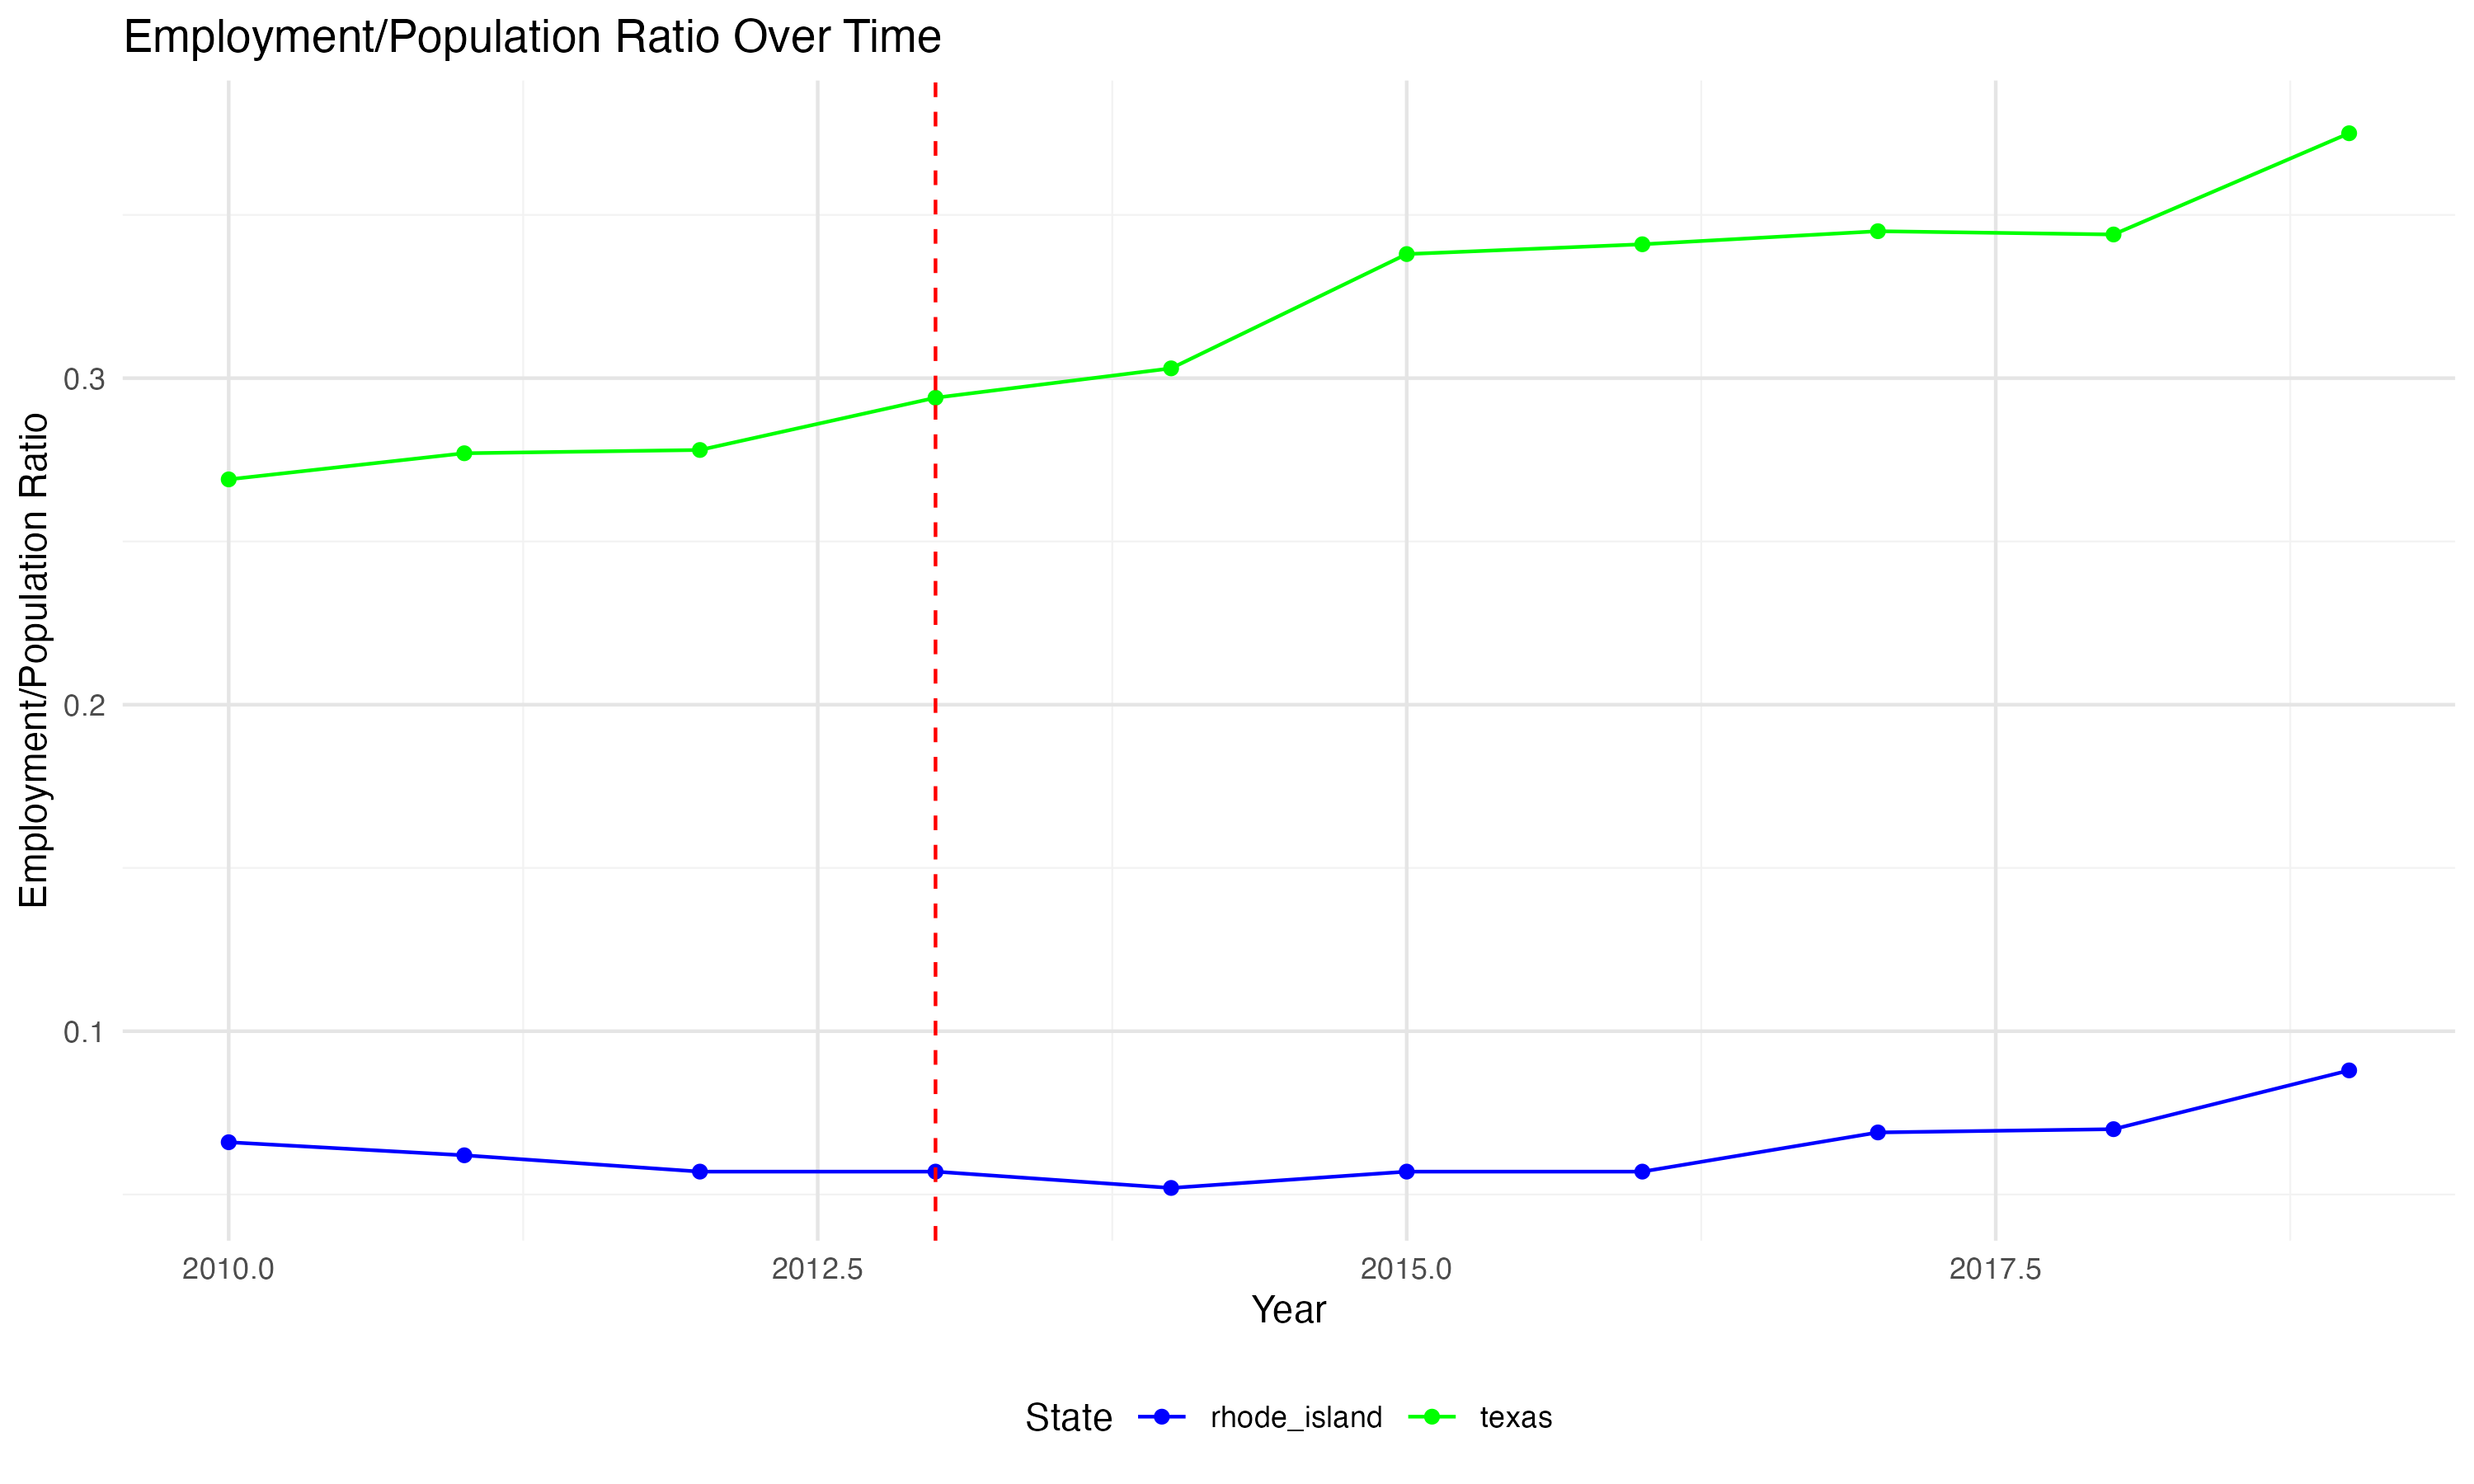 Employment/Population Ratio Over Time
Employment/Population Ratio
0.3
0.2
0.1
2010.0 2012.5 2015.0 2017.5
Year
State rhode_island texas